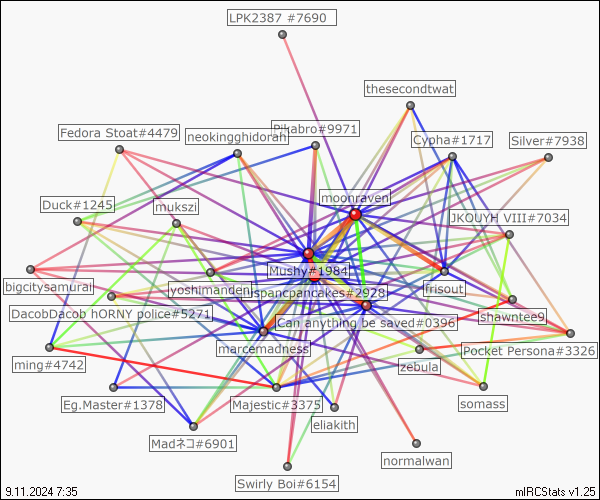 LPK2387 #7690
thesecondtwat
Fedora Stoat#4479
neokingghidorah
Pikabro#9971
Cypha#1717
Silver#7938
Duck#1245
mukszi
moonraven
JKOUYH VIII#7034
Mushy#1984
bigcitysamurai
yoshimanden
spancpancakes#2928
frisout
DacobDacob hORNY police#5271
Can anything be saved#0396
shawntee9
marcemadness
Pocket Persona#3326
ming#4742
zebula
Eg.Master#1378
Majestic#3375
somass
eliakith
Madネコ#6901
normalwan
Swirly Boi#6154
9.11.2024 7:35
mIRCStats v1.25